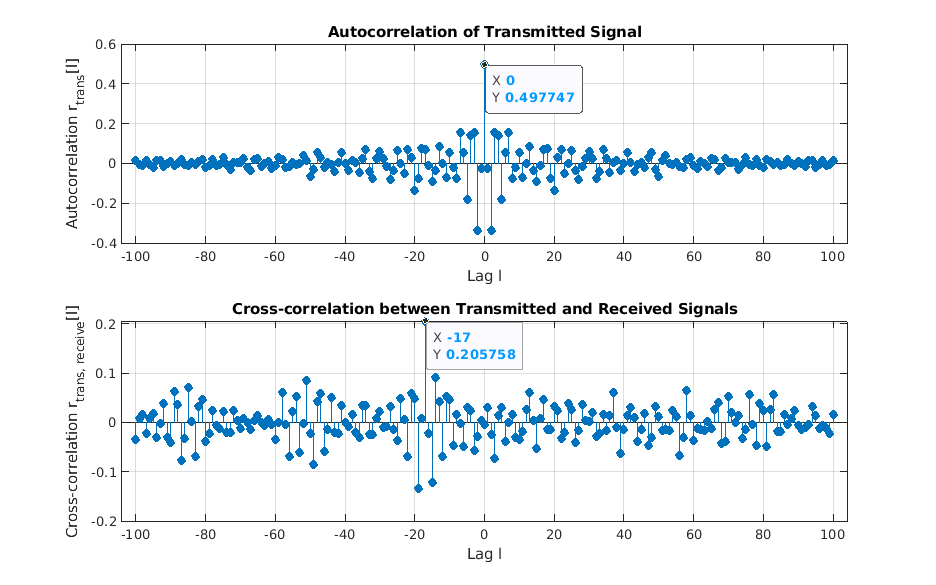 Autocorrelation of Transmitted Signal
Autocorrelation r_trans[l]
0.6
0.4
0.2
0
-0.2
-0.4
X 0
Y 0.497747
-100 -80 -60 -40 -20 0 20 40 60 80 100
Lag l
Cross-correlation between Transmitted and Received Signals
Cross-correlation r_trans, receive[l]
0.2
0.1
0
-0.1
-0.2
X -17
Y 0.205758
-100 -80 -60 -40 -20 0 20 40 60 80 100
Lag l